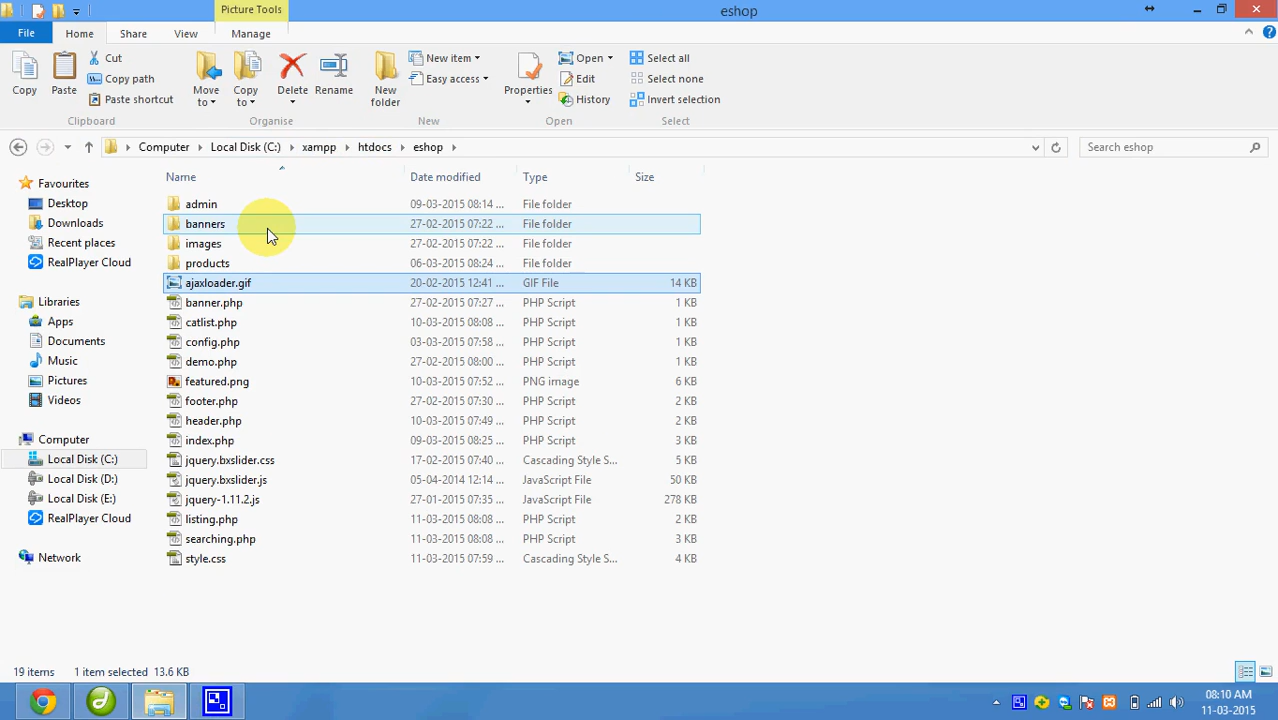 Picture Tools
eshop
File
Home
Share
View
Manage
Copy
Paste
Cut
Copy path
Paste shortcut
Move to
Copy to
Delete
Rename
New folder
New item
Easy access
Properties
Open
Edit
History
Select all
Select none
Invert selection
Clipboard
Organise
New
Open
Select
Computer
Local Disk (C:)
xampp
htdocs
eshop
Search eshop
Favourites
Desktop
Downloads
Recent places
RealPlayer Cloud
Libraries
Apps
Documents
Music
Pictures
Videos
Computer
Local Disk (C:)
Local Disk (D:)
Local Disk (E:)
RealPlayer Cloud
Network
Name Date modified Type Size
admin 09-03-2015 08:14 ... File folder
banners 27-02-2015 07:22 ... File folder
images 27-02-2015 07:22 ... File folder
products 06-03-2015 08:24 ... File folder
ajaxloader.gif 20-02-2015 12:41 ... GIF File 14 KB
banner.php 27-02-2015 07:27 ... PHP Script 1 KB
catlist.php 10-03-2015 08:08 ... PHP Script 1 KB
config.php 03-03-2015 07:58 ... PHP Script 1 KB
demo.php 27-02-2015 08:00 ... PHP Script 1 KB
featured.png 10-03-2015 07:52 ... PNG image 6 KB
footer.php 27-02-2015 07:30 ... PHP Script 2 KB
header.php 10-03-2015 07:49 ... PHP Script 2 KB
index.php 09-03-2015 08:25 ... PHP Script 3 KB
jquery.bxslider.css 17-02-2015 07:40 ... Cascading Style S... 5 KB
jquery.bxslider.js 05-04-2014 12:14 ... JavaScript File 50 KB
jquery-1.11.2.js 27-01-2015 07:35 ... JavaScript File 278 KB
listing.php 11-03-2015 08:08 ... PHP Script 2 KB
searching.php 11-03-2015 08:08 ... PHP Script 3 KB
style.css 11-03-2015 07:59 ... Cascading Style S... 4 KB
19 items 1 item selected 13.6 KB
08:10 AM
11-03-2015